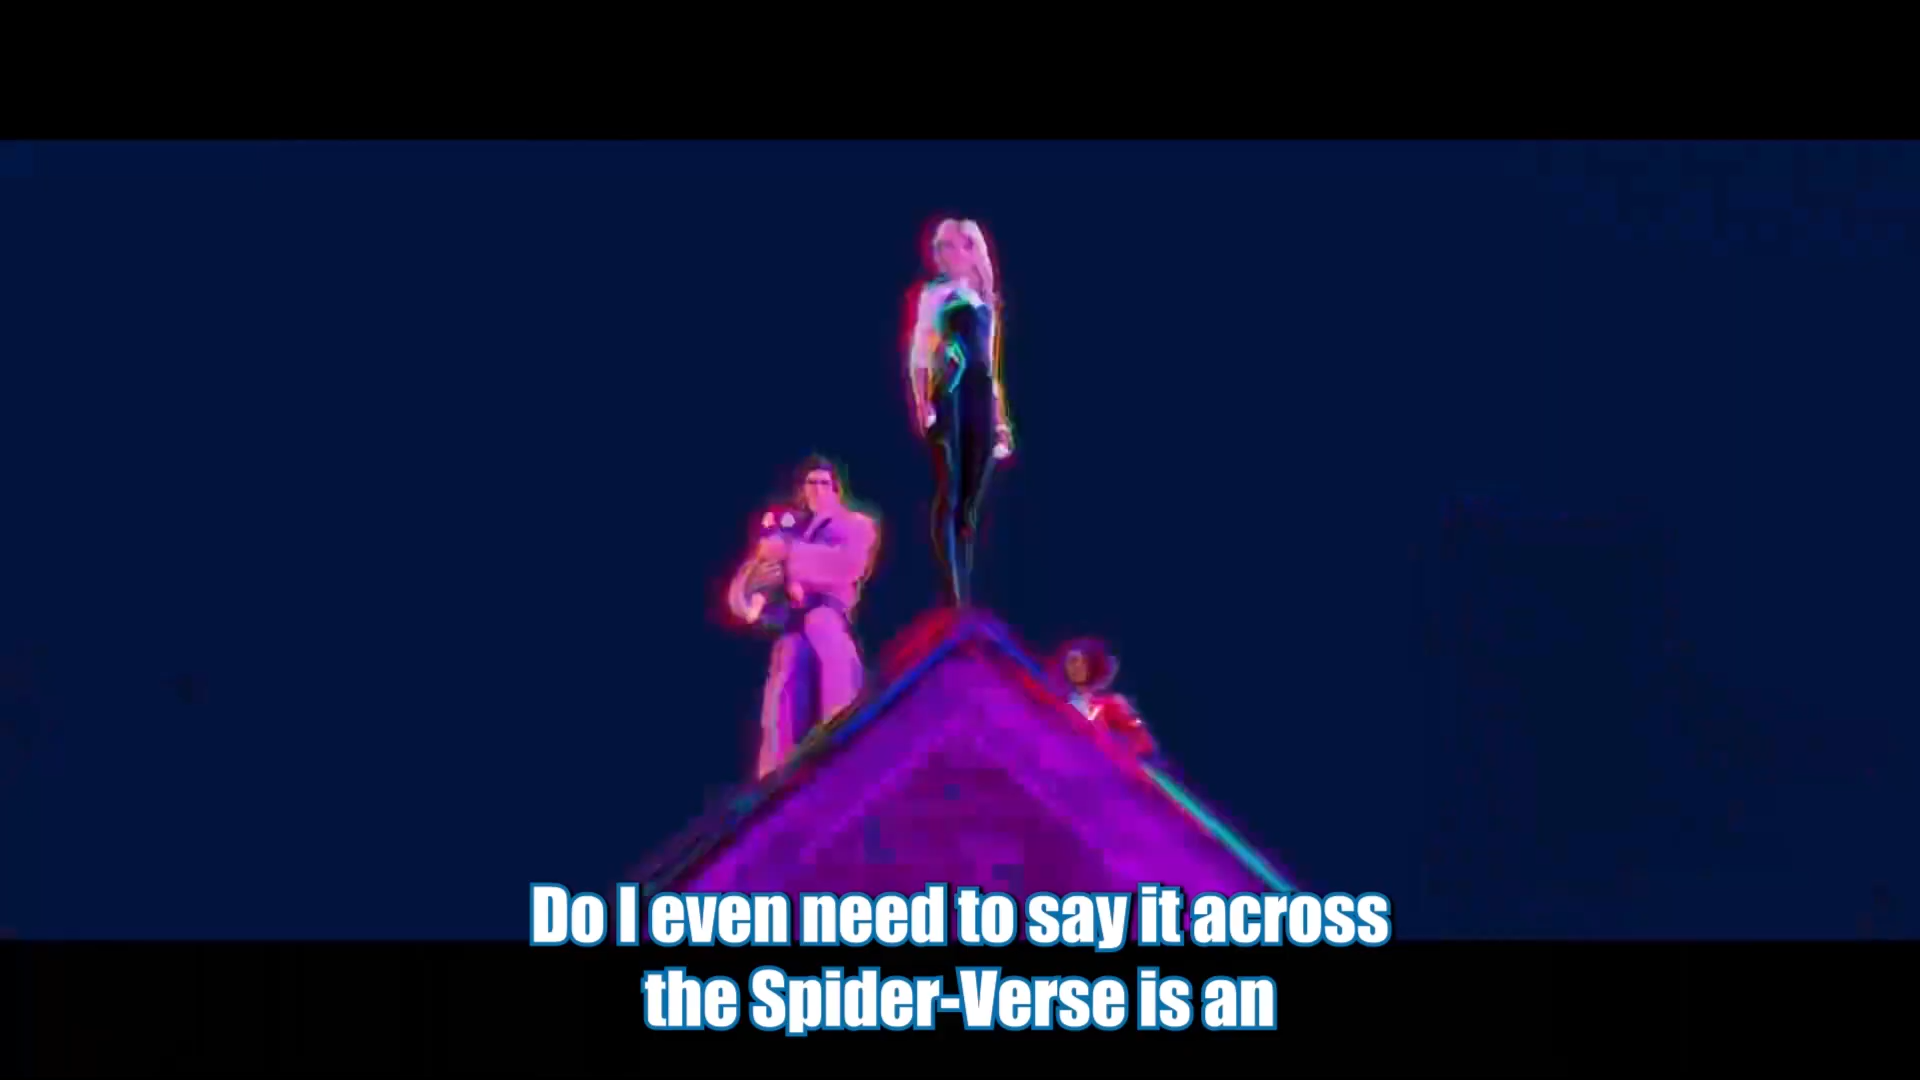 Do I even need to say it across
the Spider-Verse is an